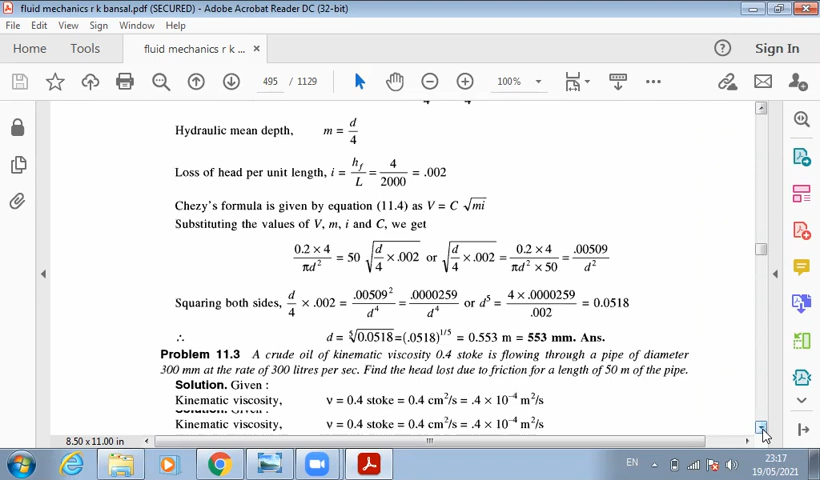 fluid mechanics r k bansal.pdf (SECURED) - Adobe Acrobat Reader DC (32-bit)
File Edit View Sign Window Help
Home Tools fluid mechanics r k ... × Sign In
495 / 1129 100%
4 4
Hydraulic mean depth, m = d/4
Loss of head per unit length, i = h_f/L = 4/2000 = .002
Chezy's formula is given by equation (11.4) as V = C √mi
Substituting the values of V, m, i and C, we get
0.2 × 4/πd² = 50 √(d/4 × .002) or √(d/4 × .002) = 0.2 × 4/(πd² × 50) = .00509/d²
Squaring both sides, d/4 × .002 = .00509²/d⁴ = .0000259/d⁴ or d⁵ = 4 × .0000259/.002 = 0.0518
∴ d = ⁵√0.0518 = (.0518)^1/5 = 0.553 m = 553 mm. Ans.
Problem 11.3 A crude oil of kinematic viscosity 0.4 stoke is flowing through a pipe of diameter
300 mm at the rate of 300 litres per sec. Find the head lost due to friction for a length of 50 m of the pipe.
Solution. Given :
Kinematic viscosity, ν = 0.4 stoke = 0.4 cm²/s = .4 × 10⁻⁴ m²/s
Solution. Given :
Kinematic viscosity, ν = 0.4 stoke = 0.4 cm²/s = .4 × 10⁻⁴ m²/s
8.50 x 11.00 in
EN 23:17
19/05/2021